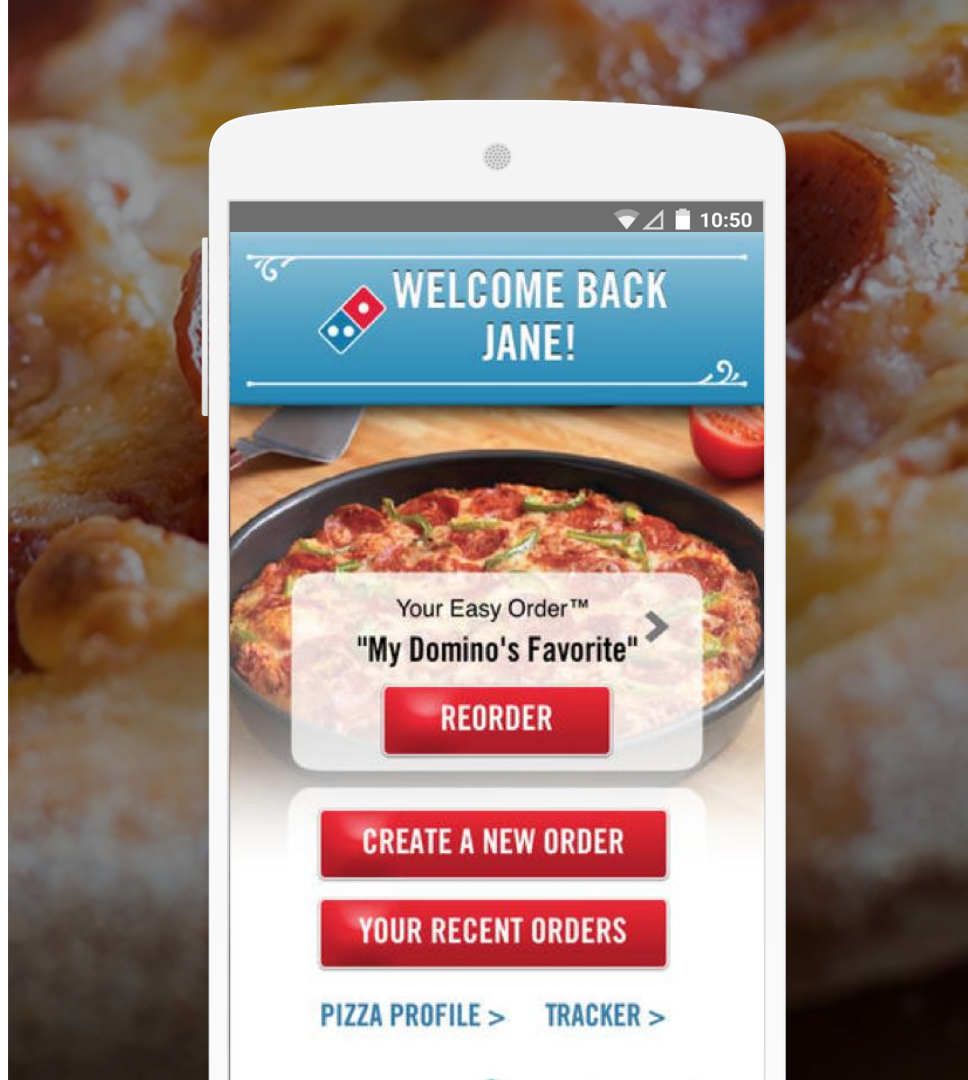 10:50
WELCOME BACK
JANE!
Your Easy Order™
"My Domino's Favorite"
REORDER
CREATE A NEW ORDER
YOUR RECENT ORDERS
PIZZA PROFILE >
TRACKER >